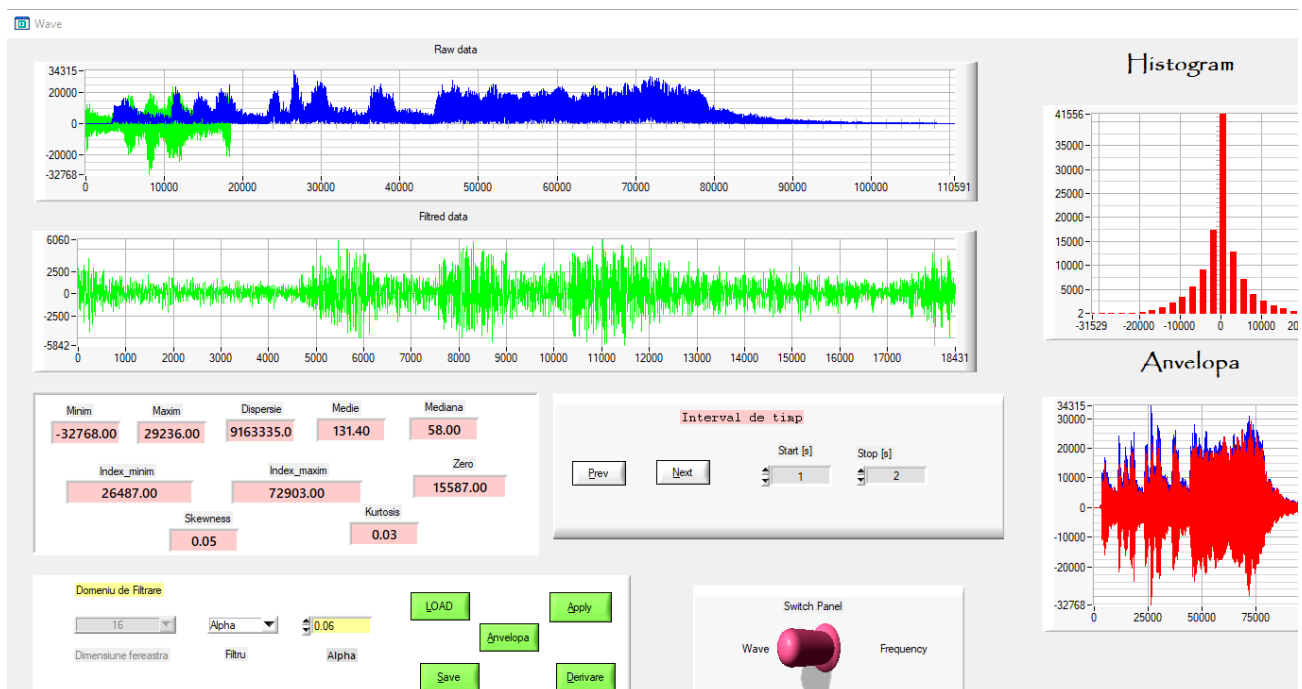 Wave
Raw data
34315
20000
0
-20000
-32768
0 10000 20000 30000 40000 50000 60000 70000 80000 90000 100000 110591
Filtred data
6060
2500
0
-2500
-5842
0 1000 2000 3000 4000 5000 6000 7000 8000 9000 10000 11000 12000 13000 14000 15000 16000 17000 18431
Histogram
41556
35000
30000
25000
20000
15000
10000
5000
2
-31529 -20000 -10000 0 10000
Anvelopa
34315
30000
20000
10000
0
-10000
-20000
-32768
0 25000 50000 75000
Minim Maxim Dispersie Medie Mediana
-32768.00 29236.00 9163335.0 131.40 58.00
Index_minim Index_maxim Zero
26487.00 72903.00 15587.00
Skewness Kurtosis
0.05 0.03
Interval de timp
Start [s] Stop [s]
Prev Next 1 2
Domeniu de Filtrare
16 Alpha 0.06
Dimensiune fereastra Filtru Alpha
LOAD Apply
Anvelopa
Save Derivare
Switch Panel
Wave Frequency